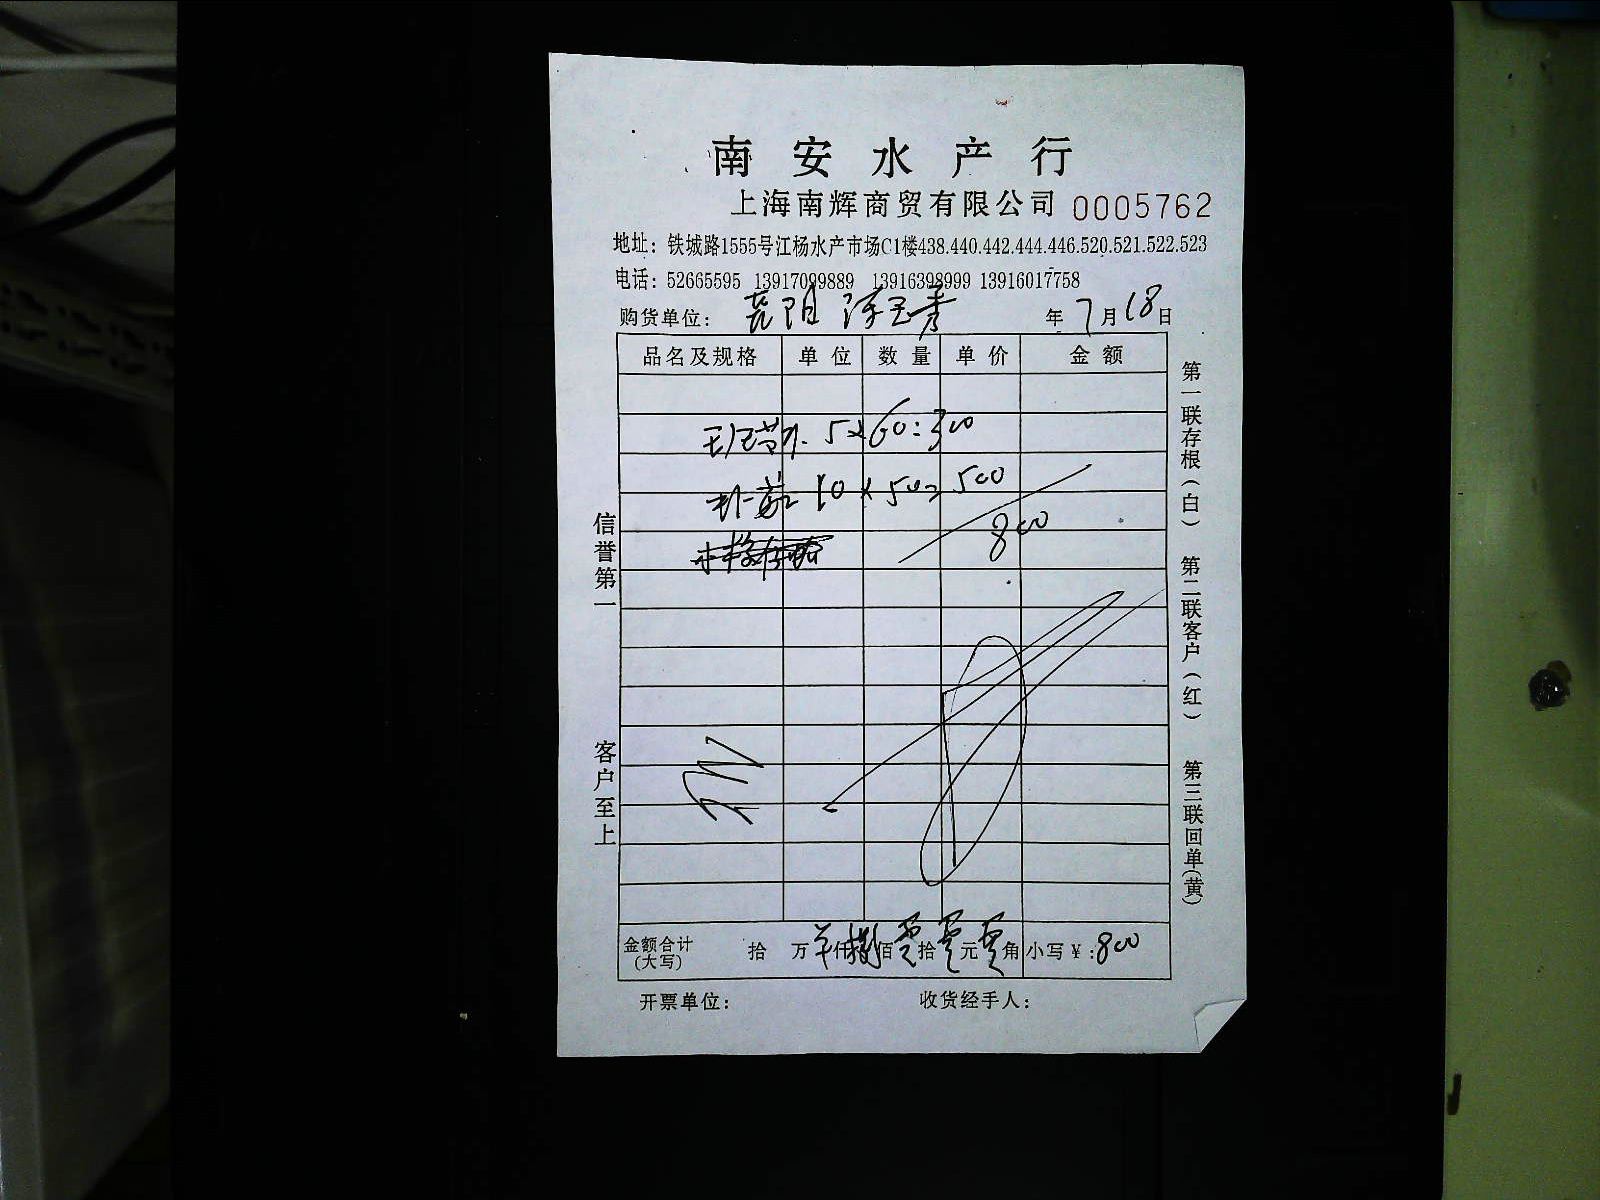 南安水产行
上海南辉商贸有限公司 0005762
地址：铁城路1555号江杨水产市场C1楼438.440.442.444.446.520.521.522.523
电话：52665595 13917099889 13916398999 13916017758
购货单位： 年 7 月 18 日
品名及规格 单位 数量 单价 金额
5×60=300
10×50=500
800
金额合计（大写） 拾 万 仟捌佰零拾零元零角 小写￥:800
开票单位： 收货经手人：
信誉第一
客户至上
第一联存根（白）
第二联客户（红）
第三联回单（黄）